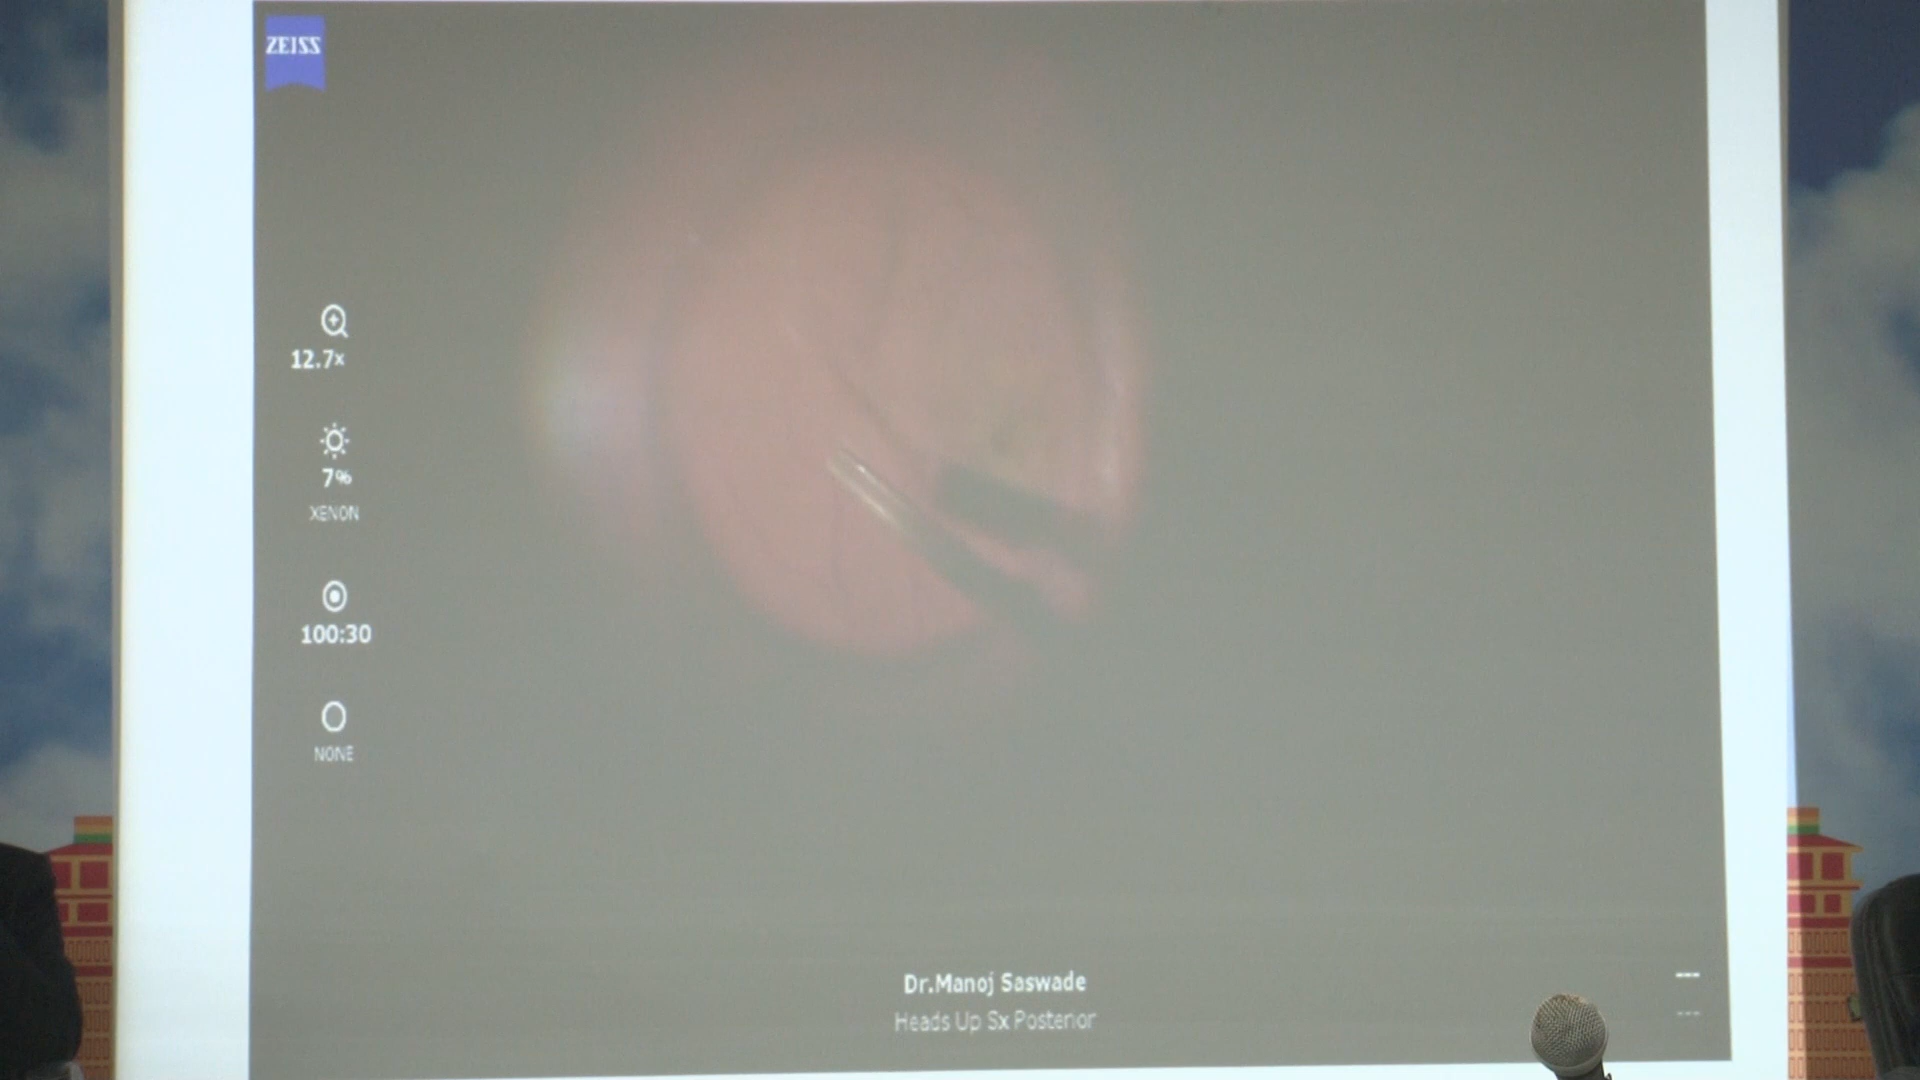 ZEISS
12.7x
7%
XENON
100:30
NONE
Dr.Manoj Saswade
Heads Up Sx Posterior
---
---